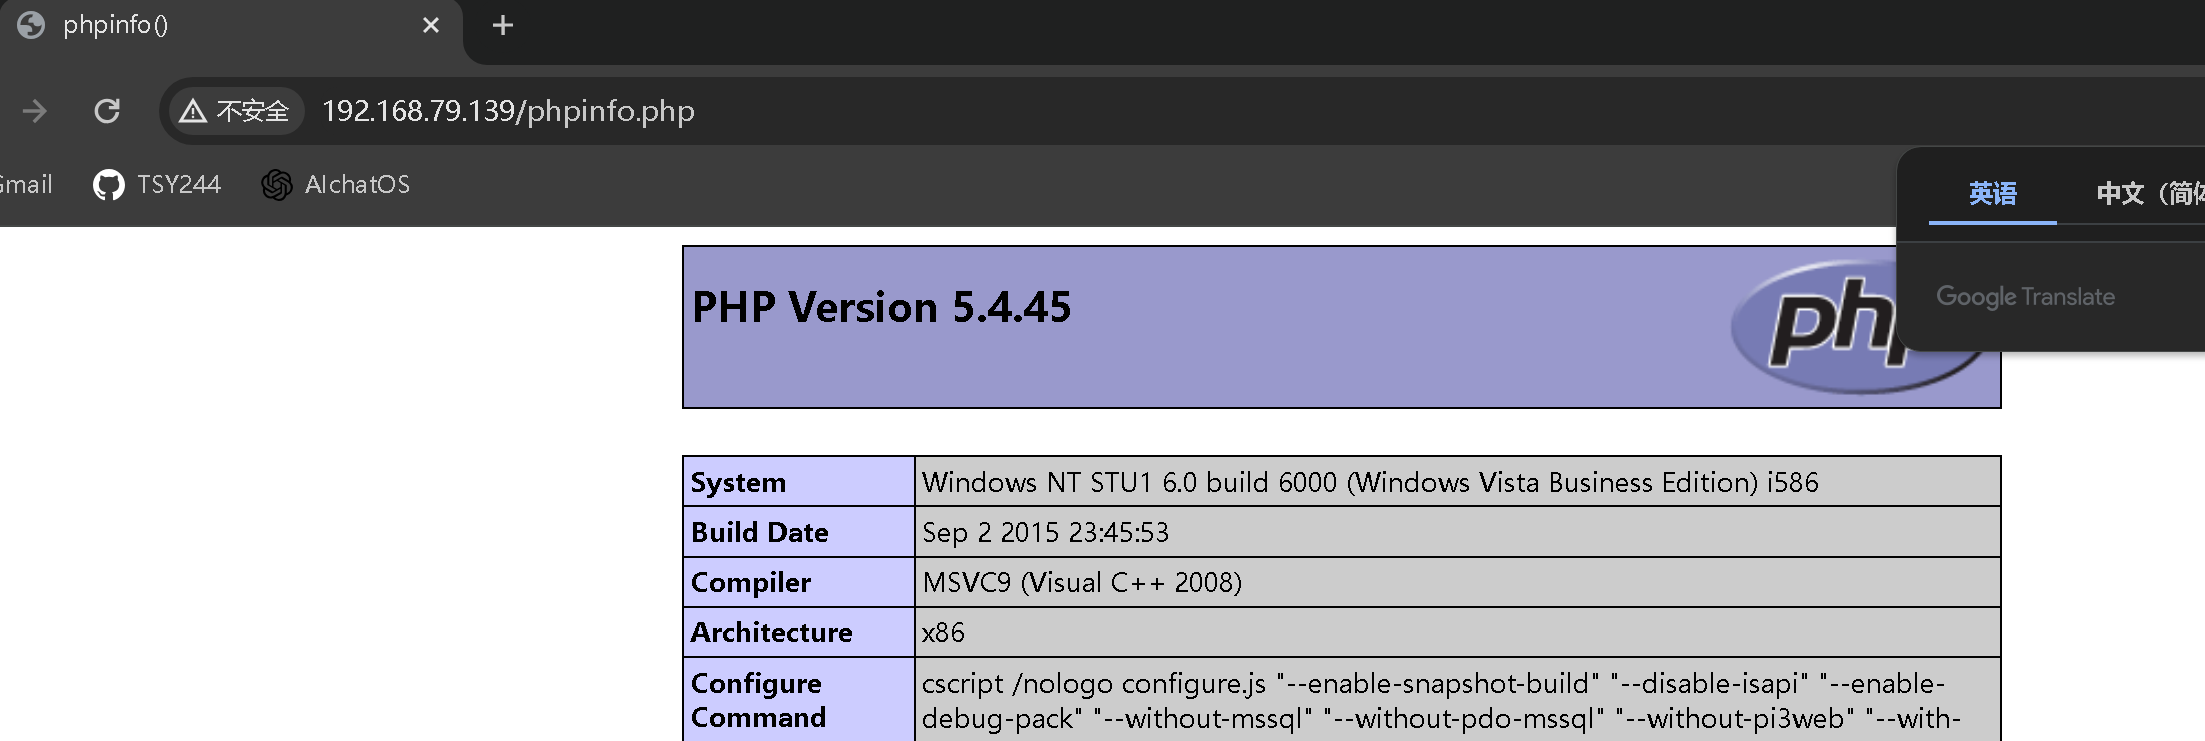 phpinfo()
不安全 192.168.79.139/phpinfo.php
Gmail TSY244 AIchatOS
英语 中文（简体
Google Translate
PHP Version 5.4.45
php
System Windows NT STU1 6.0 build 6000 (Windows Vista Business Edition) i586
Build Date Sep 2 2015 23:45:53
Compiler MSVC9 (Visual C++ 2008)
Architecture x86
Configure cscript /nologo configure.js "--enable-snapshot-build" "--disable-isapi" "--enable-
Command debug-pack" "--without-mssql" "--without-pdo-mssql" "--without-pi3web" "--with-